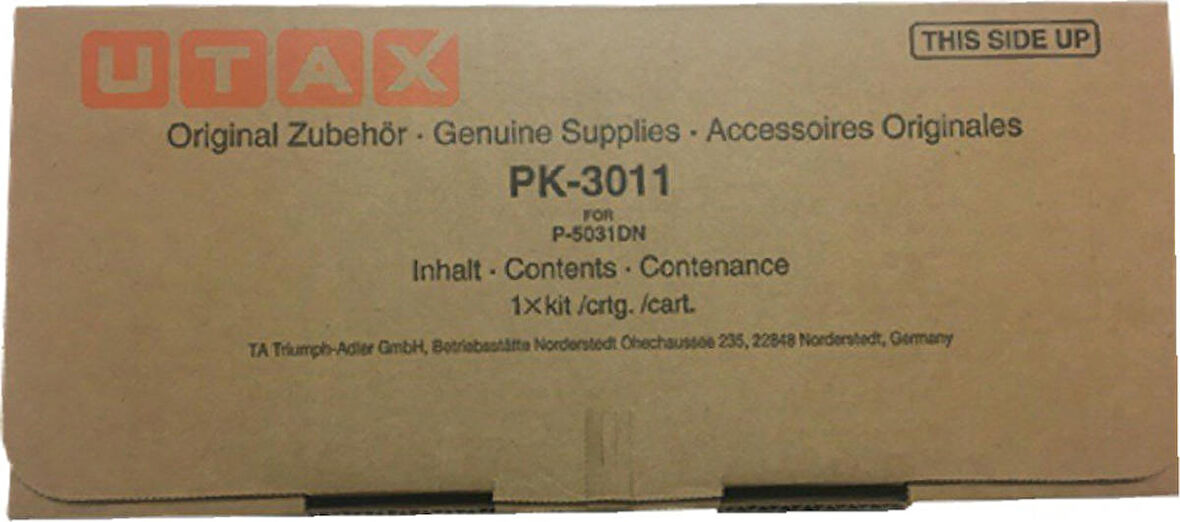 UTAX
THIS SIDE UP
Original Zubehör · Genuine Supplies · Accessoires Originales
PK-3011
FOR
P-5031DN
Inhalt · Contents · Contenance
1×kit /crtg. /cart.
TA Triumph-Adler GmbH, Betriebsstätte Norderstedt Ohechaussee 235, 22848 Norderstedt, Germany